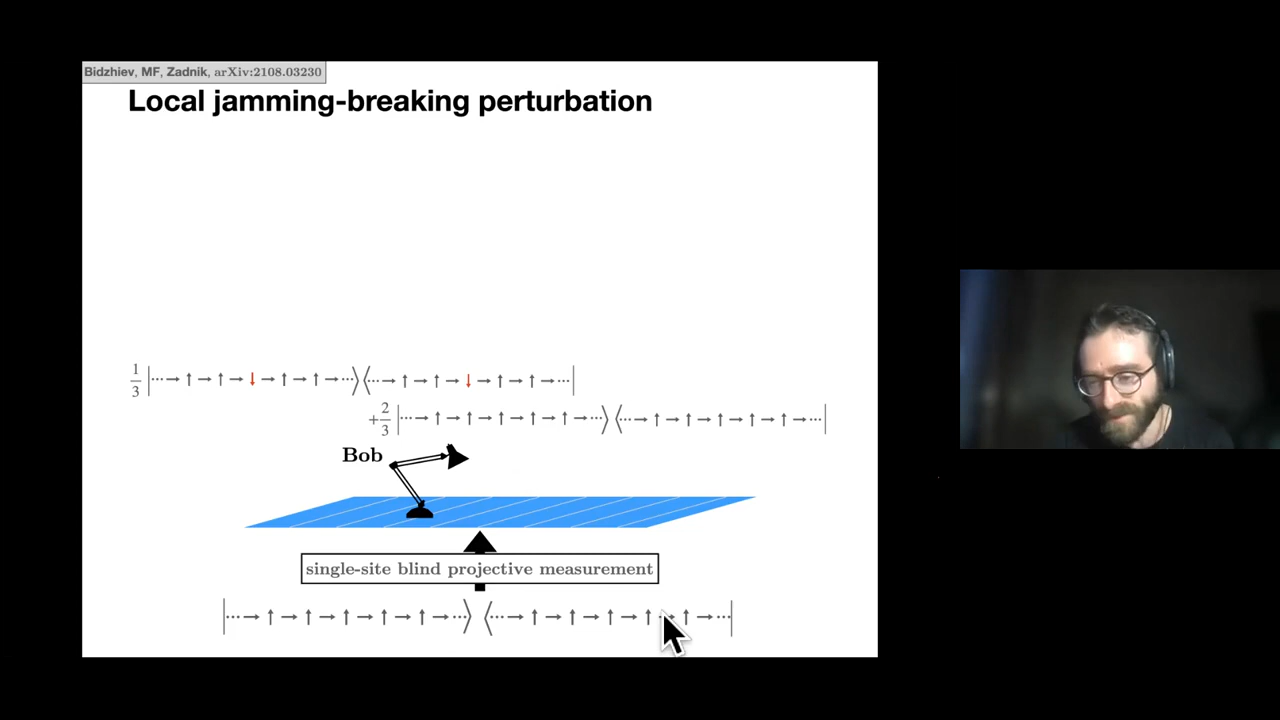 Bidzhiev, MF, Zadnik, arXiv:2108.03230
Local jamming-breaking perturbation
1/3 |···→↑→↑→↓→↑→↑→···⟩⟨···→↑→↑→↓→↑→↑→···|
+2/3 |···→↑→↑→↑→↑→↑→···⟩⟨···→↑→↑→↑→↑→↑→···|
Bob
single-site blind projective measurement
|···→↑→↑→↑→↑→↑→···⟩⟨···→↑→↑→↑→↑→↑→···|